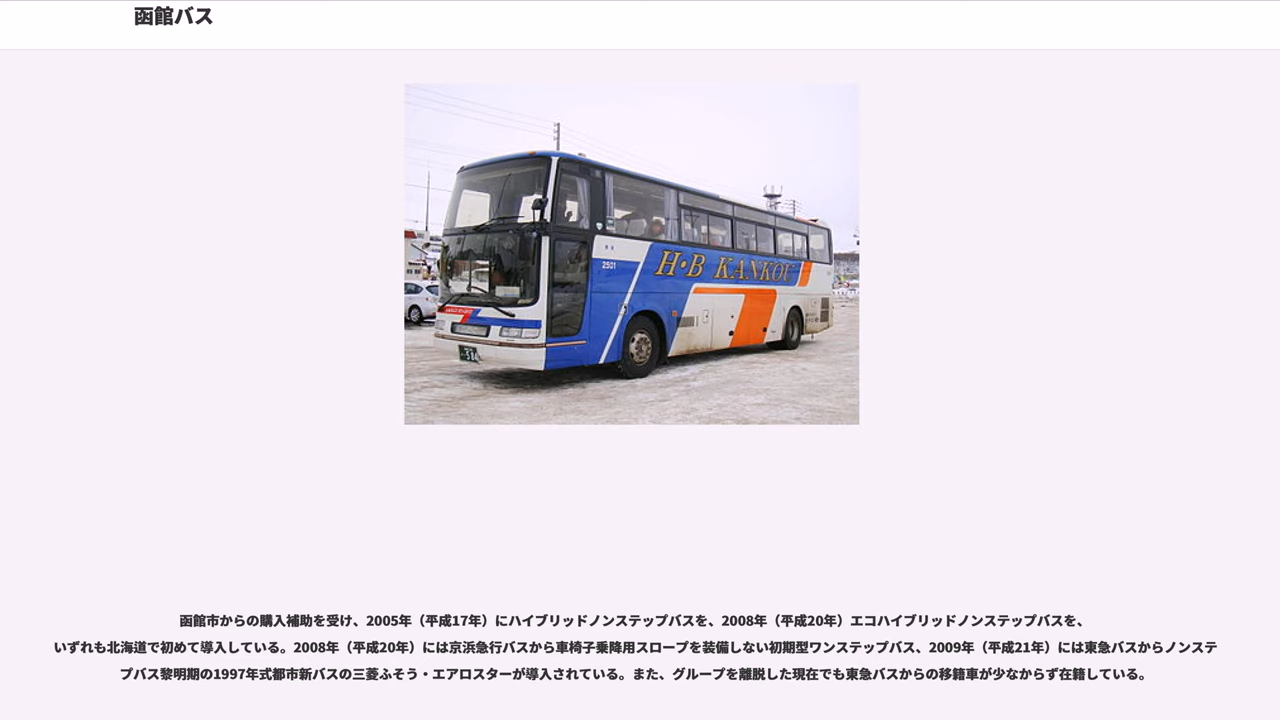 函館バス
2501
H・B KANKOU
函館市からの購入補助を受け、2005年（平成17年）にハイブリッドノンステップバスを、2008年（平成20年）エコハイブリッドノンステップバスを、
いずれも北海道で初めて導入している。2008年（平成20年）には京浜急行バスから車椅子乗降用スロープを装備しない初期型ワンステップバス、2009年（平成21年）には東急バスからノンステ
ップバス黎明期の1997年式都市新バスの三菱ふそう・エアロスターが導入されている。また、グループを離脱した現在でも東急バスからの移籍車が少なからず在籍している。